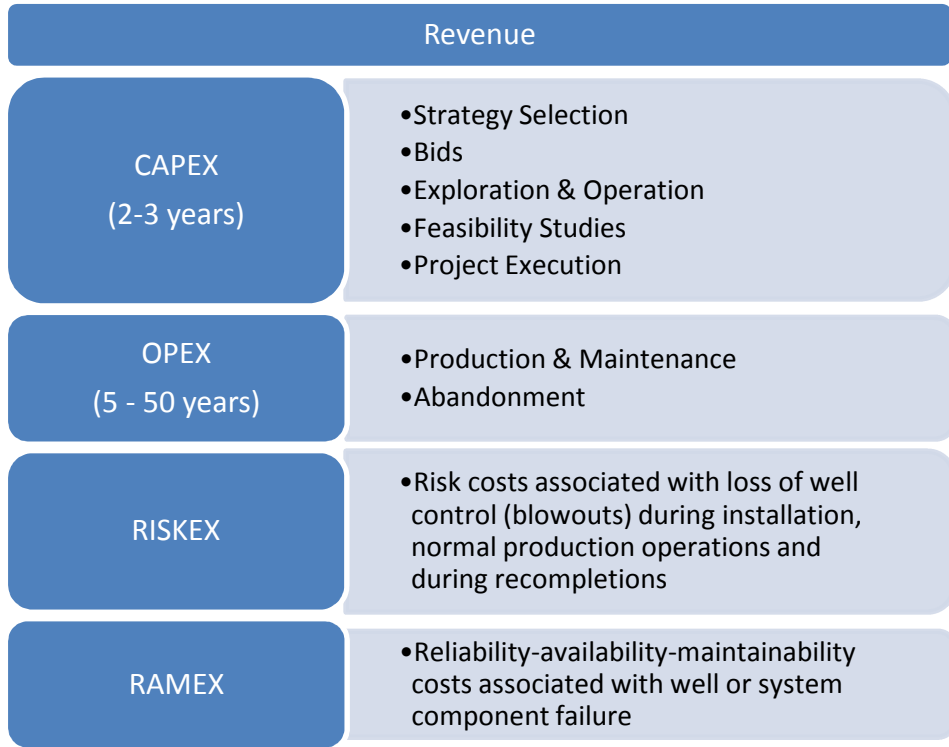 Revenue
CAPEX
(2-3 years)
•Strategy Selection
•Bids
•Exploration & Operation
•Feasibility Studies
•Project Execution
OPEX
(5 - 50 years)
•Production & Maintenance
•Abandonment
RISKEX
•Risk costs associated with loss of well
control (blowouts) during installation,
normal production operations and
during recompletions
RAMEX
•Reliability-availability-maintainability
costs associated with well or system
component failure